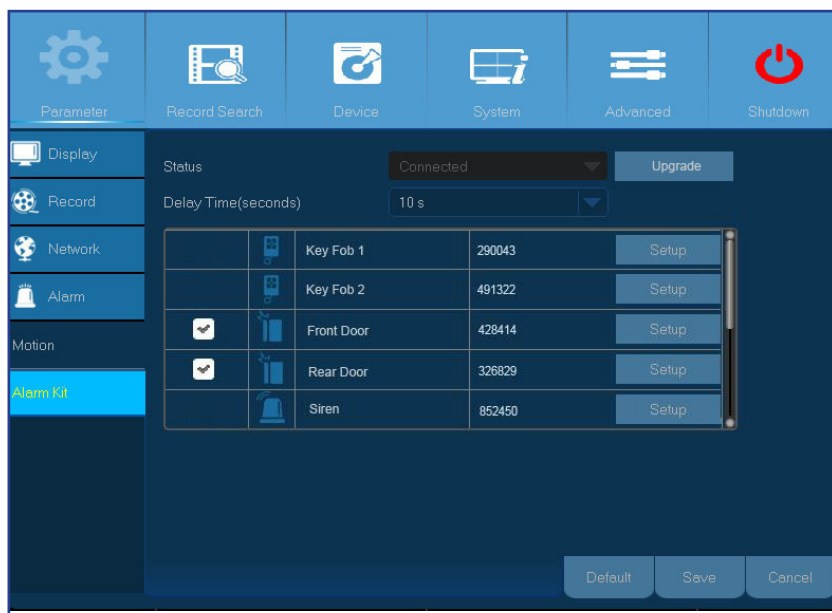 Parameter
Record Search
Device
System
Advanced
Shutdown
Display
Record
Network
Alarm
Motion
Alarm Kit
Status Connected Upgrade
Delay Time(seconds) 10 s
Key Fob 1 290043 Setup
Key Fob 2 491322 Setup
Front Door 428414 Setup
Rear Door 326829 Setup
Siren 852450 Setup
Default Save Cancel